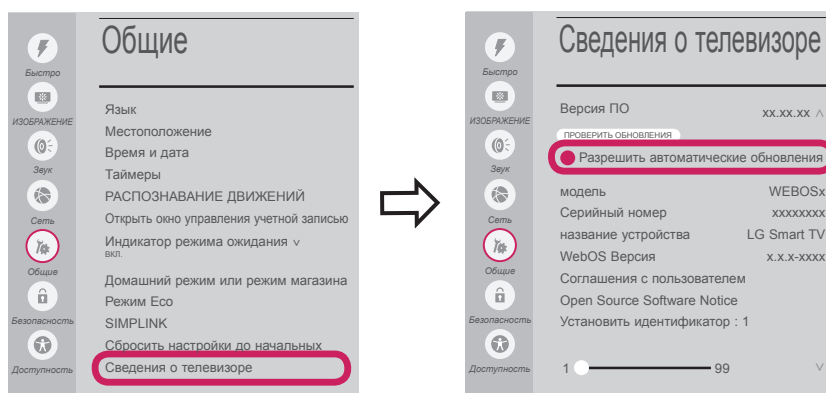 Общие
Быстро
ИЗОБРАЖЕНИЕ
Звук
Сеть
Общие
Безопасность
Доступность
Язык
Местоположение
Время и дата
Таймеры
РАСПОЗНАВАНИЕ ДВИЖЕНИЙ
Открыть окно управления учетной записью
Индикатор режима ожидания ˅
вкл.
Домашний режим или режим магазина
Режим Eco
SIMPLINK
Сбросить настройки до начальных
Сведения о телевизоре
Сведения о телевизоре
Быстро
ИЗОБРАЖЕНИЕ
Звук
Сеть
Общие
Безопасность
Доступность
Версия ПО xx.xx.xx ˄
ПРОВЕРИТЬ ОБНОВЛЕНИЯ
Разрешить автоматические обновления
модель WEBOSx
Серийный номер xxxxxxxx
название устройства LG Smart TV
WebOS Версия x.x.x-xxxx
Соглашения с пользователем
Open Source Software Notice
Установить идентификатор : 1
1 99 ˅